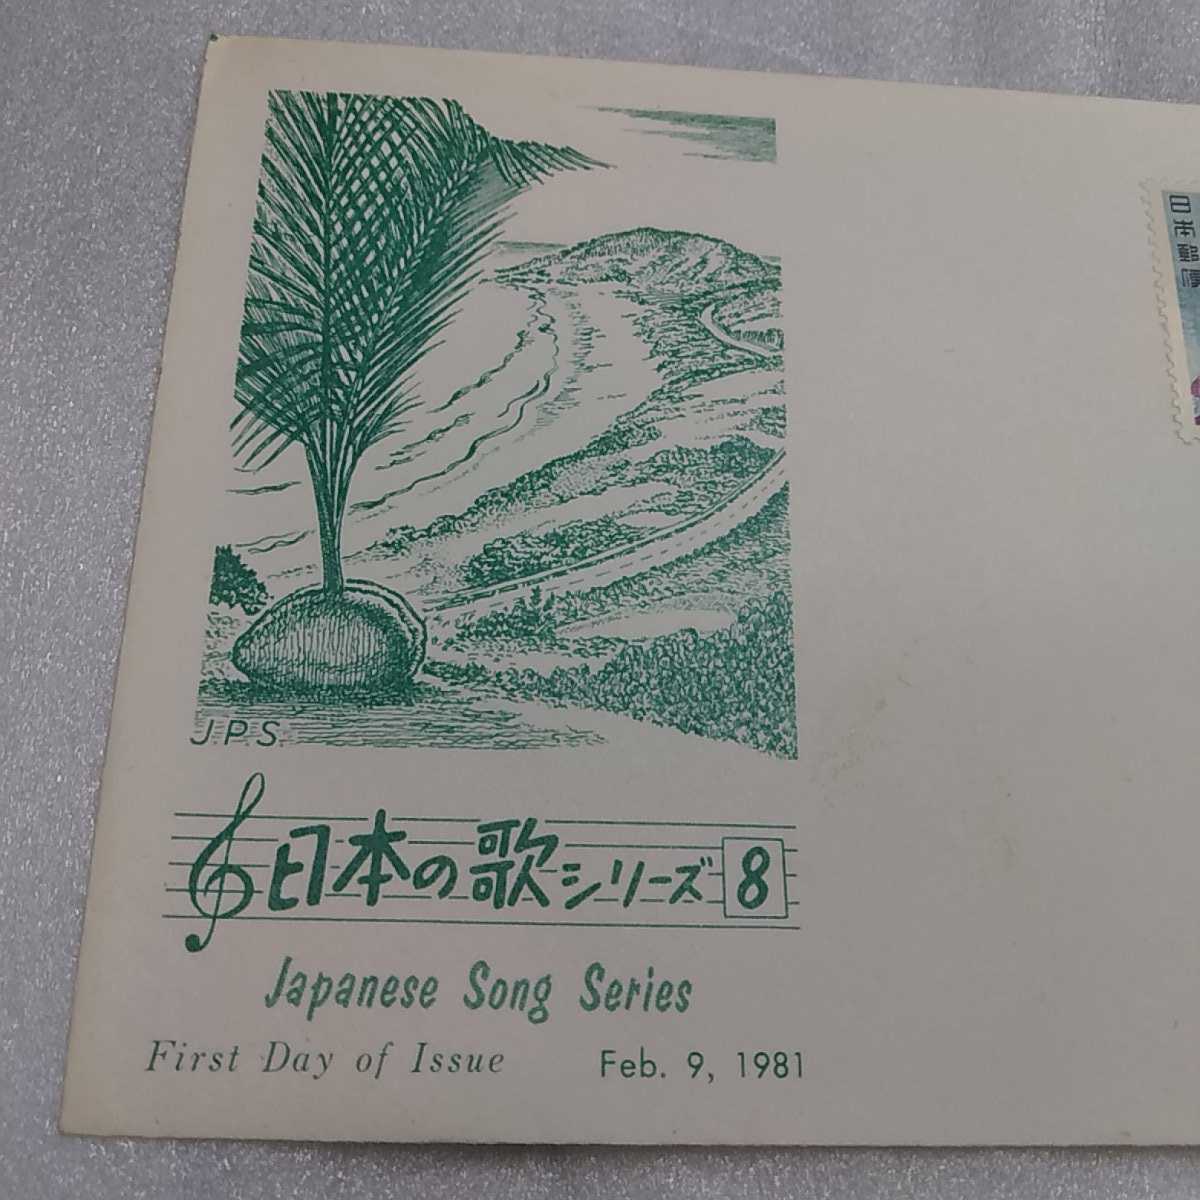 日本郵便
J.P.S.
日本の歌シリーズ 8
Japanese Song Series
First Day of Issue Feb. 9, 1981